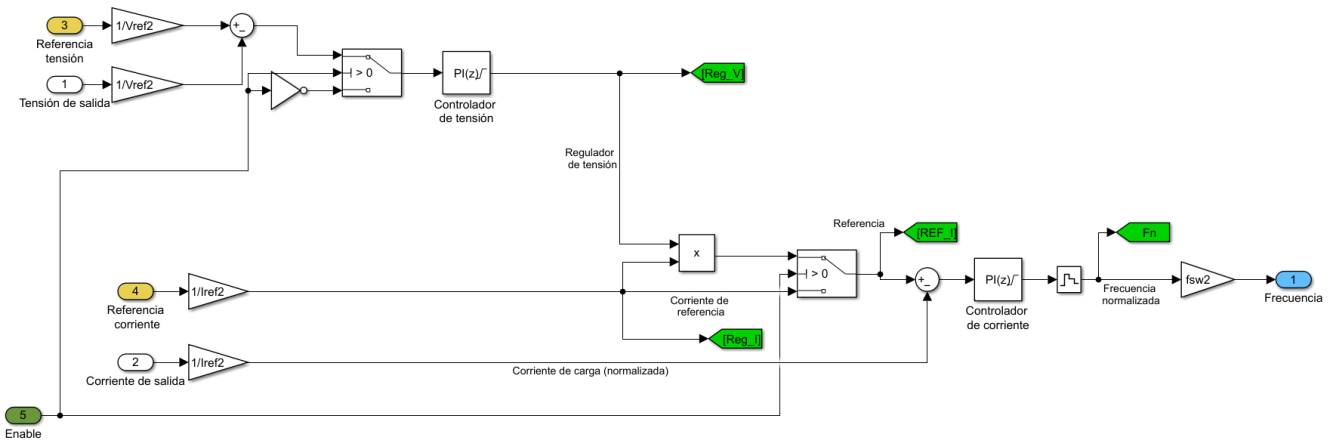 3
1/Vref2
+
_
Referencia
tensión
> 0
1
1/Vref2
PI(z)
[Reg_V]
Tensión de salida
Controlador
de tensión
Regulador
de tensión
Referencia
[REF_I]
Fn
x
> 0
4
1/Iref2
+
_
PI(z)
fsw2
1
Referencia
corriente
Corriente de
referencia
Controlador
de corriente
Frecuencia
normalizada
Frecuencia
[Reg_I]
2
1/Iref2
Corriente de salida
Corriente de carga (normalizada)
5
Enable